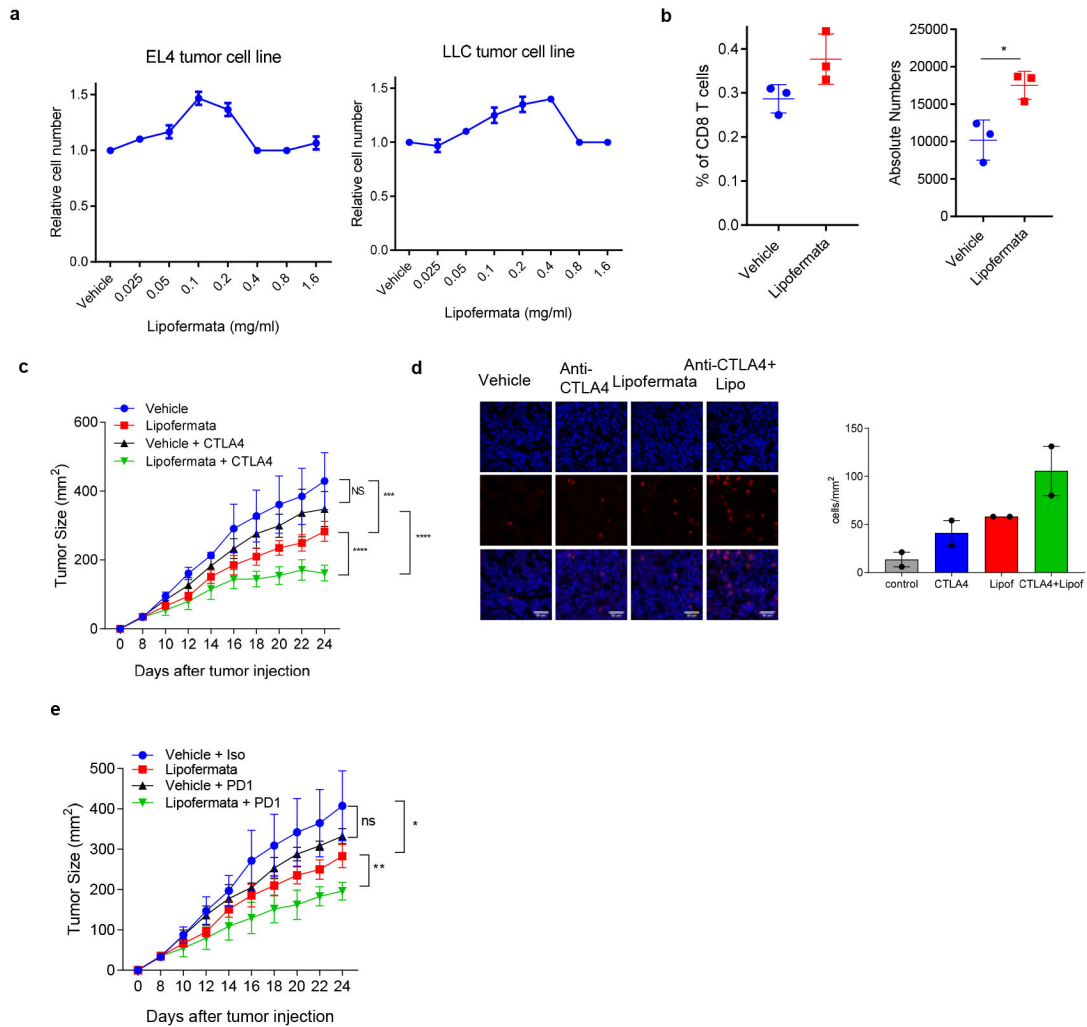 a
EL4 tumor cell line
Relative cell number
1.5
1.0
0.5
0.0
Vehicle
0.025
0.05
0.1
0.2
0.4
0.8
1.6
Lipofermata (mg/ml)
LLC tumor cell line
Relative cell number
1.5
1.0
0.5
0.0
Vehicle
0.025
0.05
0.1
0.2
0.4
0.8
1.6
Lipofermata (mg/ml)
b
% of CD8 T cells
0.4
0.3
0.2
0.1
0.0
Vehicle
Lipofermata
Absolute Numbers
25000
20000
15000
10000
5000
0
*
Vehicle
Lipofermata
c
Vehicle
Lipofermata
Vehicle + CTLA4
Lipofermata + CTLA4
Tumor Size (mm2)
600
400
200
0
NS
***
****
****
0 8 10 12 14 16 18 20 22 24
Days after tumor injection
d
Vehicle
Anti-
CTLA4
Lipofermata
Anti-CTLA4+
Lipo
cells/mm2
150
100
50
0
control
CTLA4
Lipof
CTLA4+Lipof
e
Vehicle + Iso
Lipofermata
Vehicle + PD1
Lipofermata + PD1
Tumor Size (mm2)
500
400
300
200
100
0
ns
*
**
0 8 10 12 14 16 18 20 22 24
Days after tumor injection